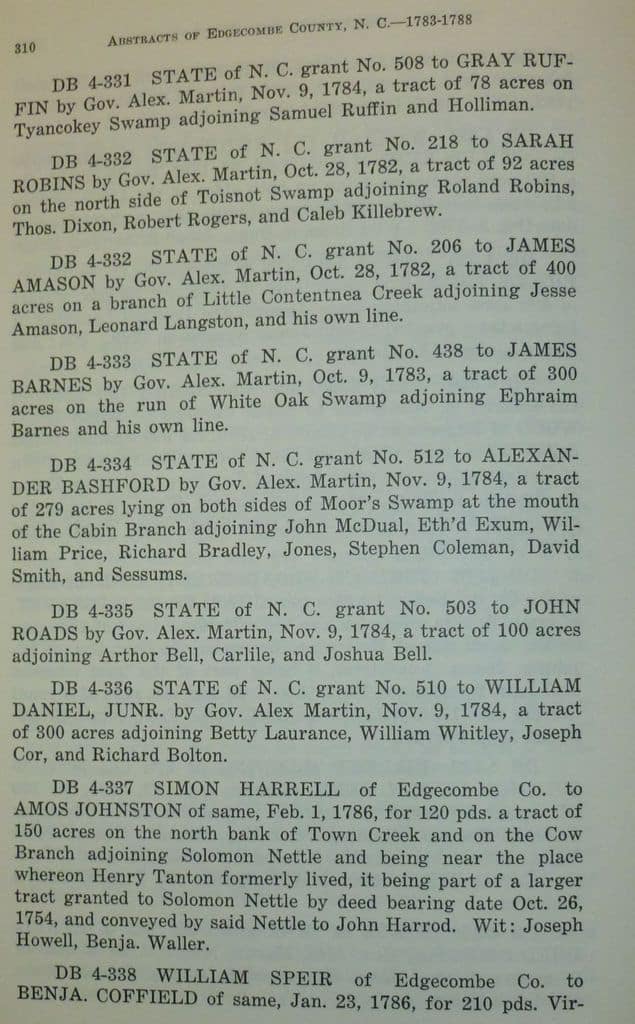 310 ABSTRACTS OF EDGECOMBE COUNTY, N. C.—1783-1788
DB 4-331 STATE of N. C. grant No. 508 to GRAY RUF-
FIN by Gov. Alex. Martin, Nov. 9, 1784, a tract of 78 acres on
Tyancokey Swamp adjoining Samuel Ruffin and Holliman.
DB 4-332 STATE of N. C. grant No. 218 to SARAH
ROBINS by Gov. Alex. Martin, Oct. 28, 1782, a tract of 92 acres
on the north side of Toisnot Swamp adjoining Roland Robins,
Thos. Dixon, Robert Rogers, and Caleb Killebrew.
DB 4-332 STATE of N. C. grant No. 206 to JAMES
AMASON by Gov. Alex. Martin, Oct. 28, 1782, a tract of 400
acres on a branch of Little Contentnea Creek adjoining Jesse
Amason, Leonard Langston, and his own line.
DB 4-333 STATE of N. C. grant No. 438 to JAMES
BARNES by Gov. Alex. Martin, Oct. 9, 1783, a tract of 300
acres on the run of White Oak Swamp adjoining Ephraim
Barnes and his own line.
DB 4-334 STATE of N. C. grant No. 512 to ALEXAN-
DER BASHFORD by Gov. Alex. Martin, Nov. 9, 1784, a tract
of 279 acres lying on both sides of Moor's Swamp at the mouth
of the Cabin Branch adjoining John McDual, Eth'd Exum, Wil-
liam Price, Richard Bradley, Jones, Stephen Coleman, David
Smith, and Sessums.
DB 4-335 STATE of N. C. grant No. 503 to JOHN
ROADS by Gov. Alex. Martin, Nov. 9, 1784, a tract of 100 acres
adjoining Arthor Bell, Carlile, and Joshua Bell.
DB 4-336 STATE of N. C. grant No. 510 to WILLIAM
DANIEL, JUNR. by Gov. Alex Martin, Nov. 9, 1784, a tract
of 300 acres adjoining Betty Laurance, William Whitley, Joseph
Cor, and Richard Bolton.
DB 4-337 SIMON HARRELL of Edgecombe Co. to
AMOS JOHNSTON of same, Feb. 1, 1786, for 120 pds. a tract of
150 acres on the north bank of Town Creek and on the Cow
Branch adjoining Solomon Nettle and being near the place
whereon Henry Tanton formerly lived, it being part of a larger
tract granted to Solomon Nettle by deed bearing date Oct. 26,
1754, and conveyed by said Nettle to John Harrod. Wit: Joseph
Howell, Benja. Waller.
DB 4-338 WILLIAM SPEIR of Edgecombe Co. to
BENJA. COFFIELD of same, Jan. 23, 1786, for 210 pds. Vir-